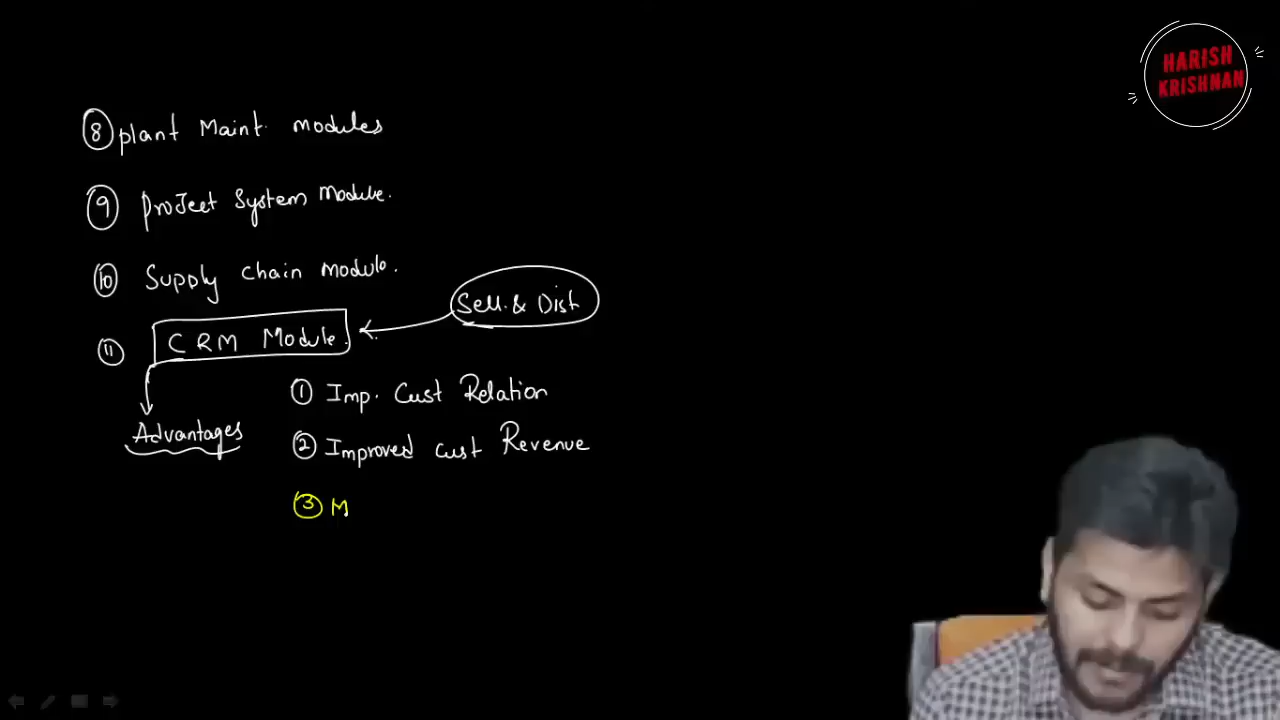 HARISH
KRISHNAN
8 plant Maint. modules
9 ProJect System Module.
10 Supply chain module.
Sell. & Dist
11 CRM Module.
1 Imp. Cust Relation
Advantages
2 Improved cust Revenue
3 M